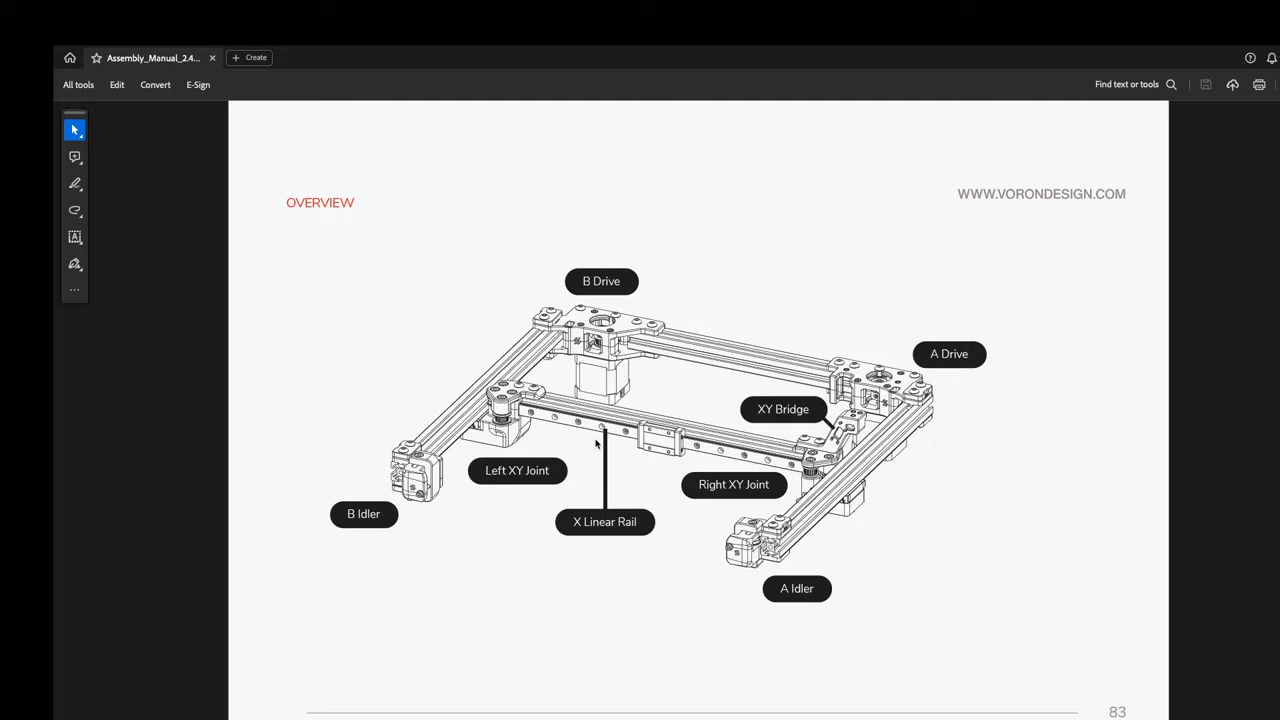 Assembly_Manual_2.4...
Create
All tools
Edit
Convert
E-Sign
Find text or tools
OVERVIEW
WWW.VORONDESIGN.COM
B Drive
A Drive
XY Bridge
Left XY Joint
Right XY Joint
B Idler
X Linear Rail
A Idler
83